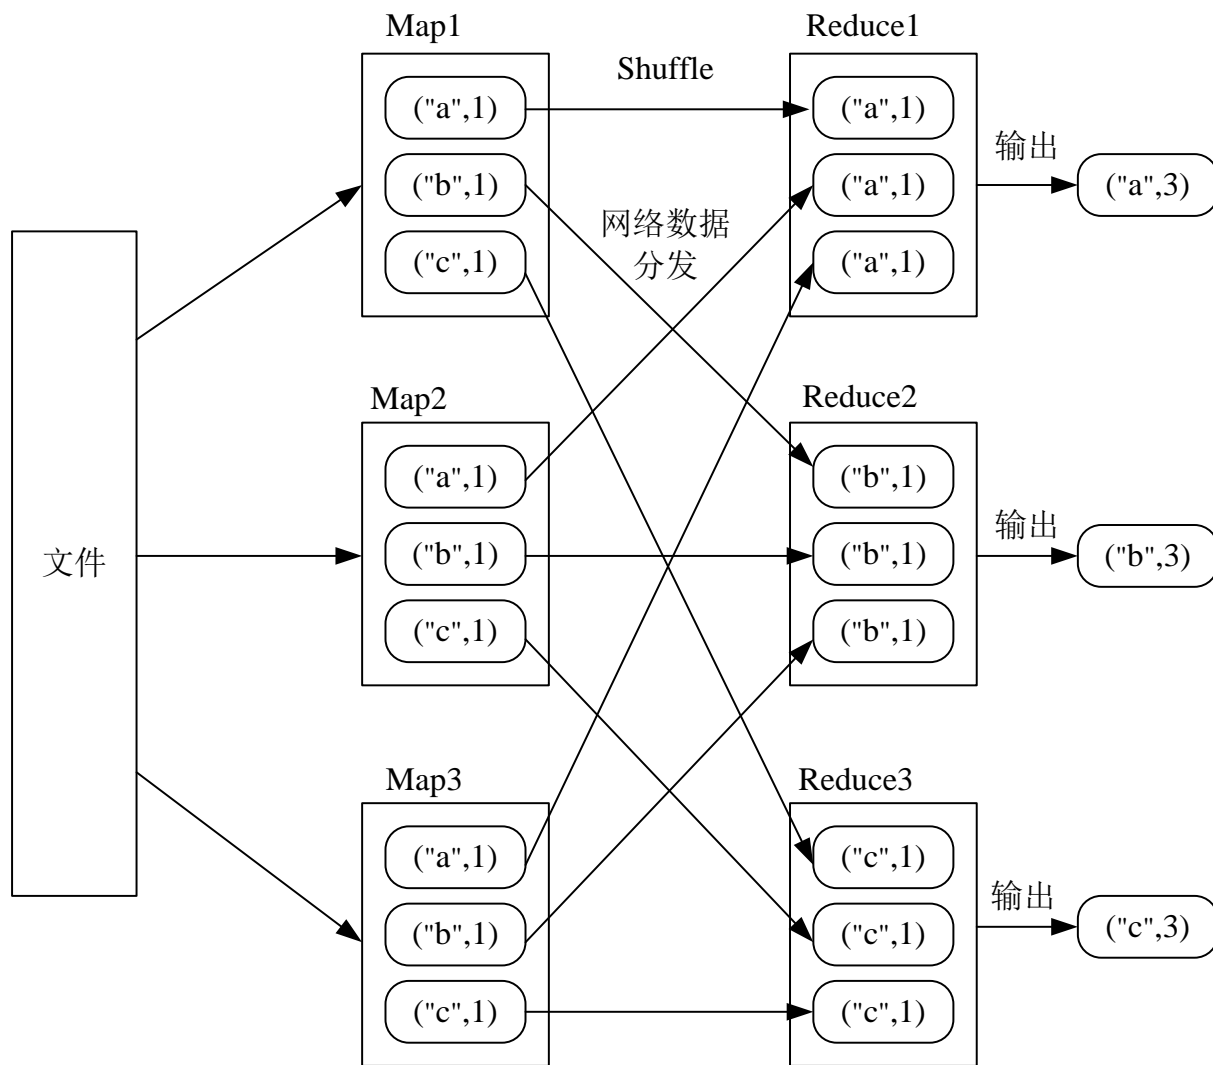 Map1
Reduce1
Shuffle
("a",1)
("b",1)
("c",1)
网络数据
分发
("a",1)
("a",1)
("a",1)
输出
("a",3)
文件
Map2
Reduce2
("a",1)
("b",1)
("c",1)
("b",1)
("b",1)
("b",1)
输出
("b",3)
Map3
Reduce3
("a",1)
("b",1)
("c",1)
("c",1)
("c",1)
("c",1)
输出
("c",3)